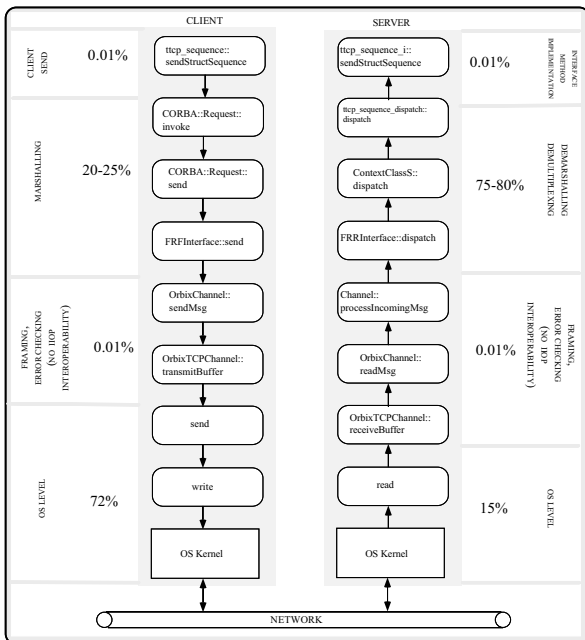 CLIENT
SERVER
CLIENT
SEND
0.01%
ttcp_sequence::
sendStructSequence
ttcp_sequence_i::
sendStructSequence
0.01%
INTERFACE
METHOD
IMPLEMENTATION
MARSHALLING
20-25%
CORBA::Request::
invoke
CORBA::Request::
send
FRFInterface::send
ttcp_sequence_dispatch::
dispatch
ContextClassS::
dispatch
FRRInterface::dispatch
75-80%
DEMARSHALLING
DEMULTIPLEXING
FRAMING,
ERROR CHECKING
(NO IIOP
INTEROPERABILITY)
0.01%
OrbixChannel::
sendMsg
OrbixTCPChannel::
transmitBuffer
Channel::
processIncomingMsg
OrbixChannel::
readMsg
OrbixTCPChannel::
receiveBuffer
0.01%
FRAMING,
ERROR CHECKING
(NO IIOP
INTEROPERABILITY)
OS LEVEL
72%
send
write
OS Kernel
read
OS Kernel
15%
OS LEVEL
NETWORK